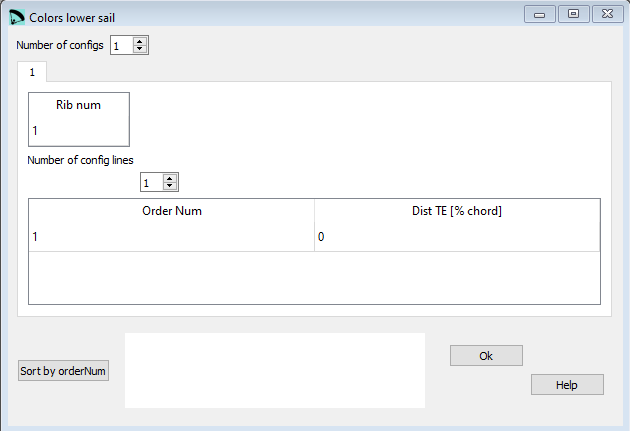 Colors lower sail
Number of configs 1
1
Rib num
1
Number of config lines
1
Order Num Dist TE [% chord]
1 0
Ok
Sort by orderNum
Help